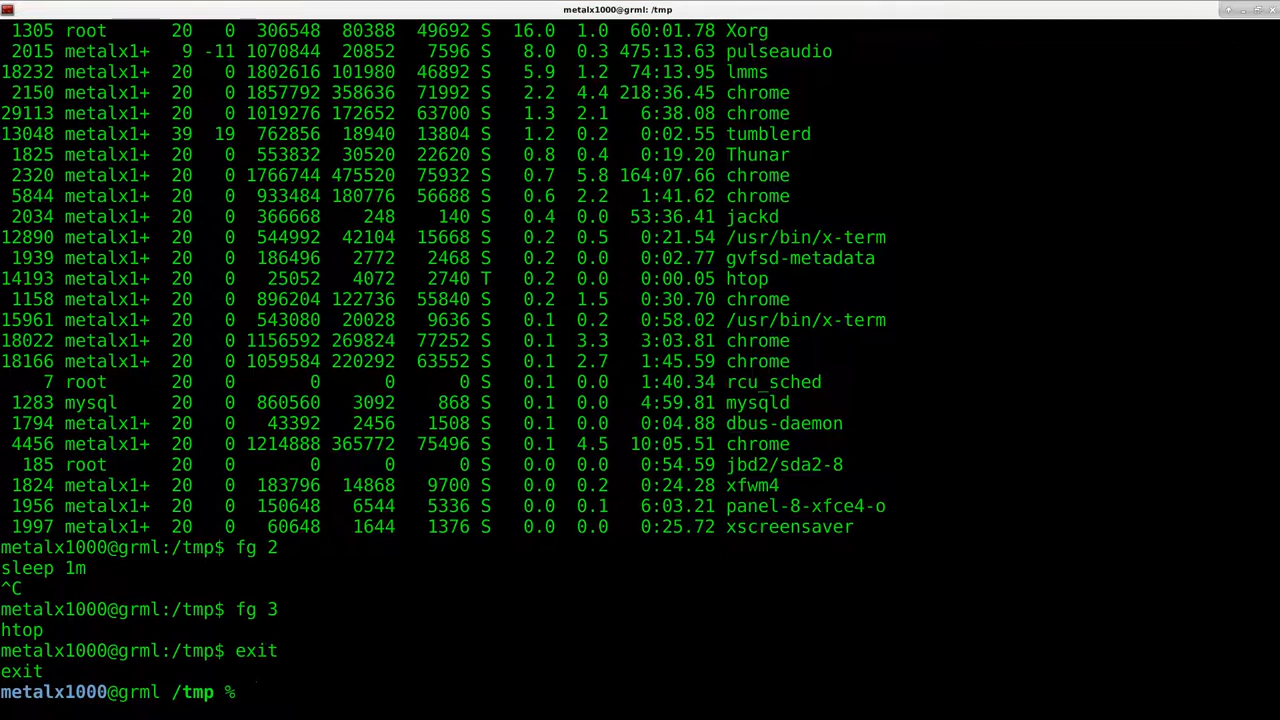 metalx1000@grml: /tmp
1305 root 20 0 306548 80388 49692 S 16.0 1.0 60:01.78 Xorg
2015 metalx1+ 9 -11 1070844 20852 7596 S 8.0 0.3 475:13.63 pulseaudio
18232 metalx1+ 20 0 1802616 101980 46892 S 5.9 1.2 74:13.95 lmms
2150 metalx1+ 20 0 1857792 358636 71992 S 2.2 4.4 218:36.45 chrome
29113 metalx1+ 20 0 1019276 172652 63700 S 1.3 2.1 6:38.08 chrome
13048 metalx1+ 39 19 762856 18940 13804 S 1.2 0.2 0:02.55 tumblerd
1825 metalx1+ 20 0 553832 30520 22620 S 0.8 0.4 0:19.20 Thunar
2320 metalx1+ 20 0 1766744 475520 75932 S 0.7 5.8 164:07.66 chrome
5844 metalx1+ 20 0 933484 180776 56688 S 0.6 2.2 1:41.62 chrome
2034 metalx1+ 20 0 366668 248 140 S 0.4 0.0 53:36.41 jackd
12890 metalx1+ 20 0 544992 42104 15668 S 0.2 0.5 0:21.54 /usr/bin/x-term
1939 metalx1+ 20 0 186496 2772 2468 S 0.2 0.0 0:02.77 gvfsd-metadata
14193 metalx1+ 20 0 25052 4072 2740 T 0.2 0.0 0:00.05 htop
1158 metalx1+ 20 0 896204 122736 55840 S 0.2 1.5 0:30.70 chrome
15961 metalx1+ 20 0 543080 20028 9636 S 0.1 0.2 0:58.02 /usr/bin/x-term
18022 metalx1+ 20 0 1156592 269824 77252 S 0.1 3.3 3:03.81 chrome
18166 metalx1+ 20 0 1059584 220292 63552 S 0.1 2.7 1:45.59 chrome
7 root 20 0 0 0 0 S 0.1 0.0 1:40.34 rcu_sched
1283 mysql 20 0 860560 3092 868 S 0.1 0.0 4:59.81 mysqld
1794 metalx1+ 20 0 43392 2456 1508 S 0.1 0.0 0:04.88 dbus-daemon
4456 metalx1+ 20 0 1214888 365772 75496 S 0.1 4.5 10:05.51 chrome
185 root 20 0 0 0 0 S 0.0 0.0 0:54.59 jbd2/sda2-8
1824 metalx1+ 20 0 183796 14868 9700 S 0.0 0.2 0:24.28 xfwm4
1956 metalx1+ 20 0 150648 6544 5336 S 0.0 0.1 6:03.21 panel-8-xfce4-o
1997 metalx1+ 20 0 60648 1644 1376 S 0.0 0.0 0:25.72 xscreensaver
metalx1000@grml:/tmp$ fg 2
sleep 1m
^C
metalx1000@grml:/tmp$ fg 3
htop
metalx1000@grml:/tmp$ exit
exit
metalx1000@grml /tmp %